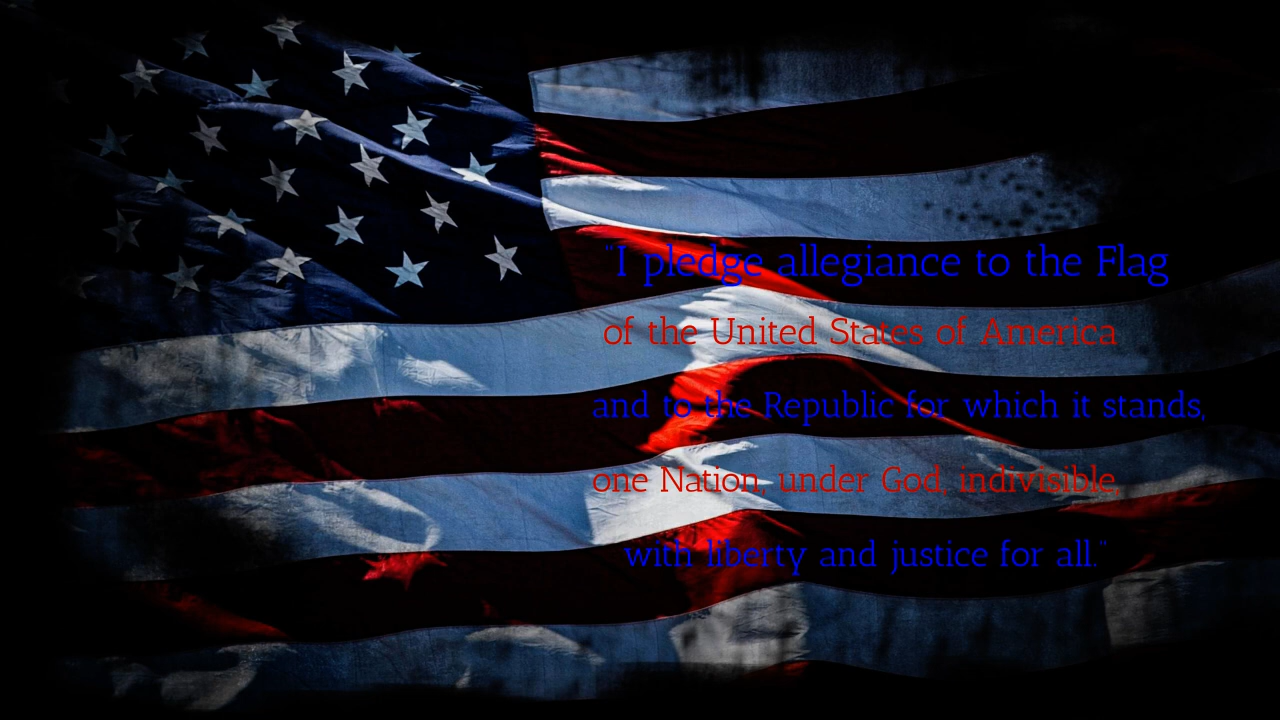 "I pledge allegiance to the Flag
of the United States of America
and to the Republic for which it stands,
one Nation, under God, indivisible,
with liberty and justice for all."